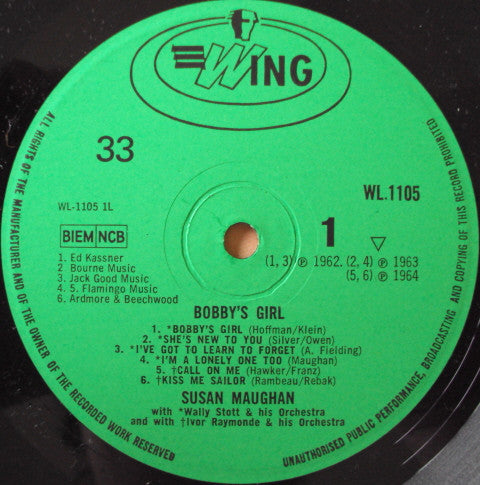 WING
33
WL-1105 1L
WL.1105
BIEM NCB
1
1. Ed Kassner
2. Bourne Music
3. Jack Good Music
4. 5. Flamingo Music
6. Ardmore & Beechwood
(1, 3) ℗ 1962. (2, 4) ℗ 1963
(5, 6) ℗ 1964
BOBBY'S GIRL
1. *BOBBY'S GIRL (Hoffman/Klein)
2. *SHE'S NEW TO YOU (Silver/Owen)
3. *I'VE GOT TO LEARN TO FORGET (A. Fielding)
4. *I'M A LONELY ONE TOO (Maughan)
5. †CALL ON ME (Hawker/Franz)
6. †KISS ME SAILOR (Rambeau/Rebak)
SUSAN MAUGHAN
with *Wally Stott & his Orchestra
and with †Ivor Raymonde & his Orchestra
ALL RIGHTS OF THE MANUFACTURER AND OF THE OWNER OF THE RECORDED WORK RESERVED
UNAUTHORISED PUBLIC PERFORMANCE, BROADCASTING AND COPYING OF THIS RECORD PROHIBITED